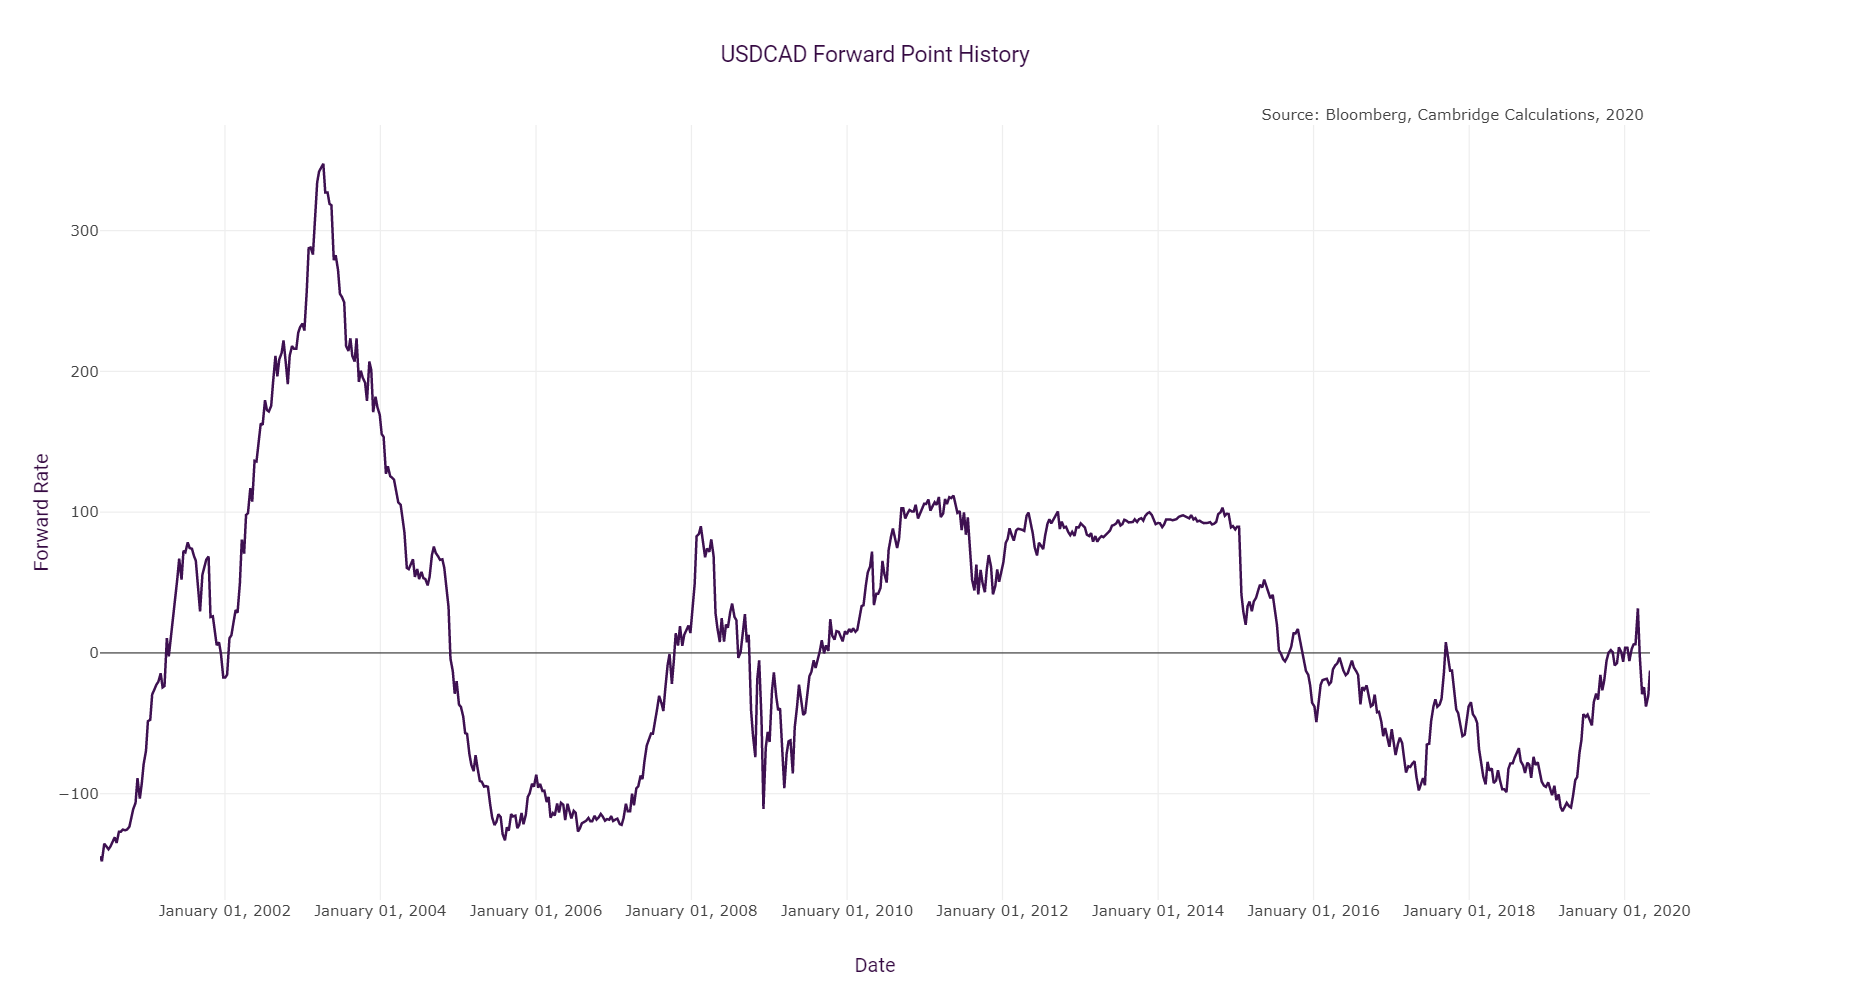 USDCAD Forward Point History
Source: Bloomberg, Cambridge Calculations, 2020
Forward Rate
300
200
100
0
−100
January 01, 2002
January 01, 2004
January 01, 2006
January 01, 2008
January 01, 2010
January 01, 2012
January 01, 2014
January 01, 2016
January 01, 2018
January 01, 2020
Date